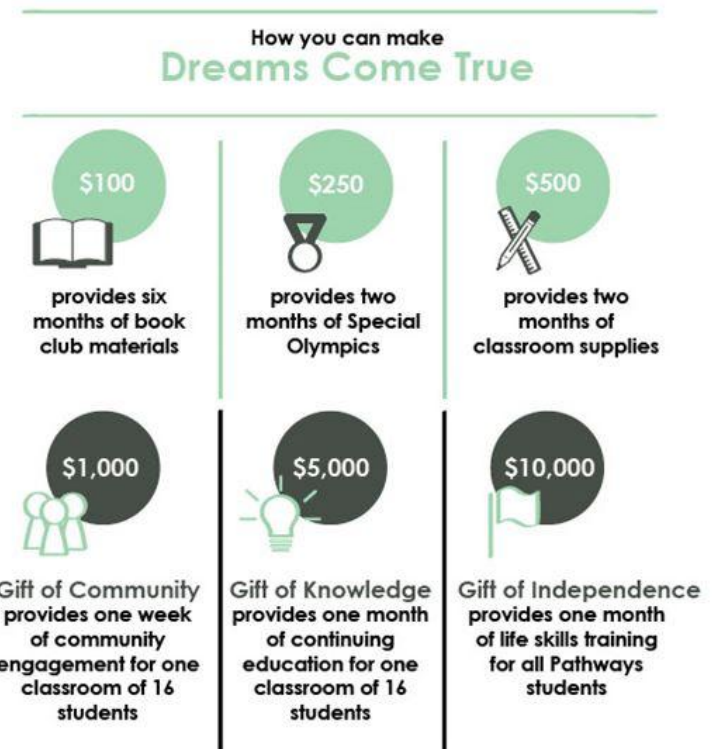 How you can make
Dreams Come True
$100
provides six
months of book
club materials
$250
provides two
months of Special
Olympics
$500
provides two
months of
classroom supplies
$1,000
Gift of Community
provides one week
of community
engagement for one
classroom of 16
students
$5,000
Gift of Knowledge
provides one month
of continuing
education for one
classroom of 16
students
$10,000
Gift of Independence
provides one month
of life skills training
for all Pathways
students